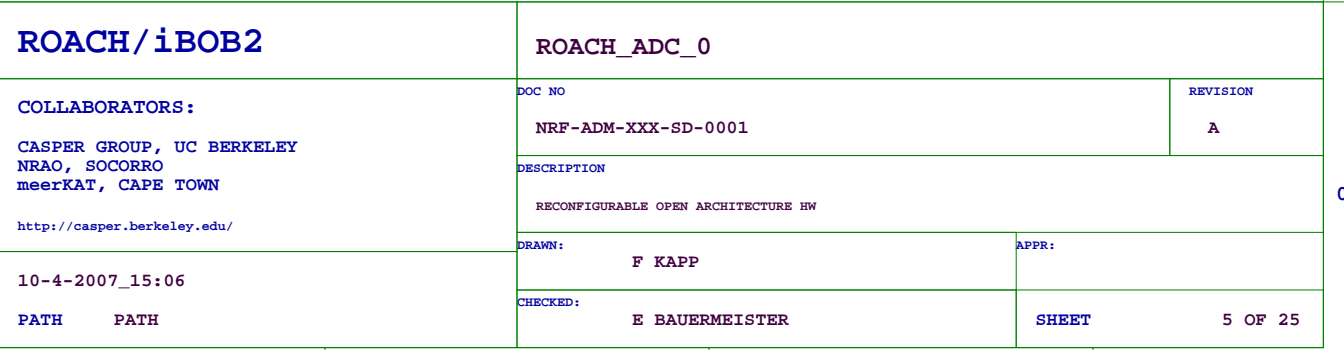 ROACH/iBOB2
ROACH_ADC_0
COLLABORATORS:
CASPER GROUP, UC BERKELEY
NRAO, SOCORRO
meerKAT, CAPE TOWN
http://casper.berkeley.edu/
10-4-2007_15:06
PATH PATH
DOC NO
NRF-ADM-XXX-SD-0001
REVISION
A
DESCRIPTION
RECONFIGURABLE OPEN ARCHITECTURE HW
DRAWN:
F KAPP
APPR:
CHECKED:
E BAUERMEISTER
SHEET 5 OF 25